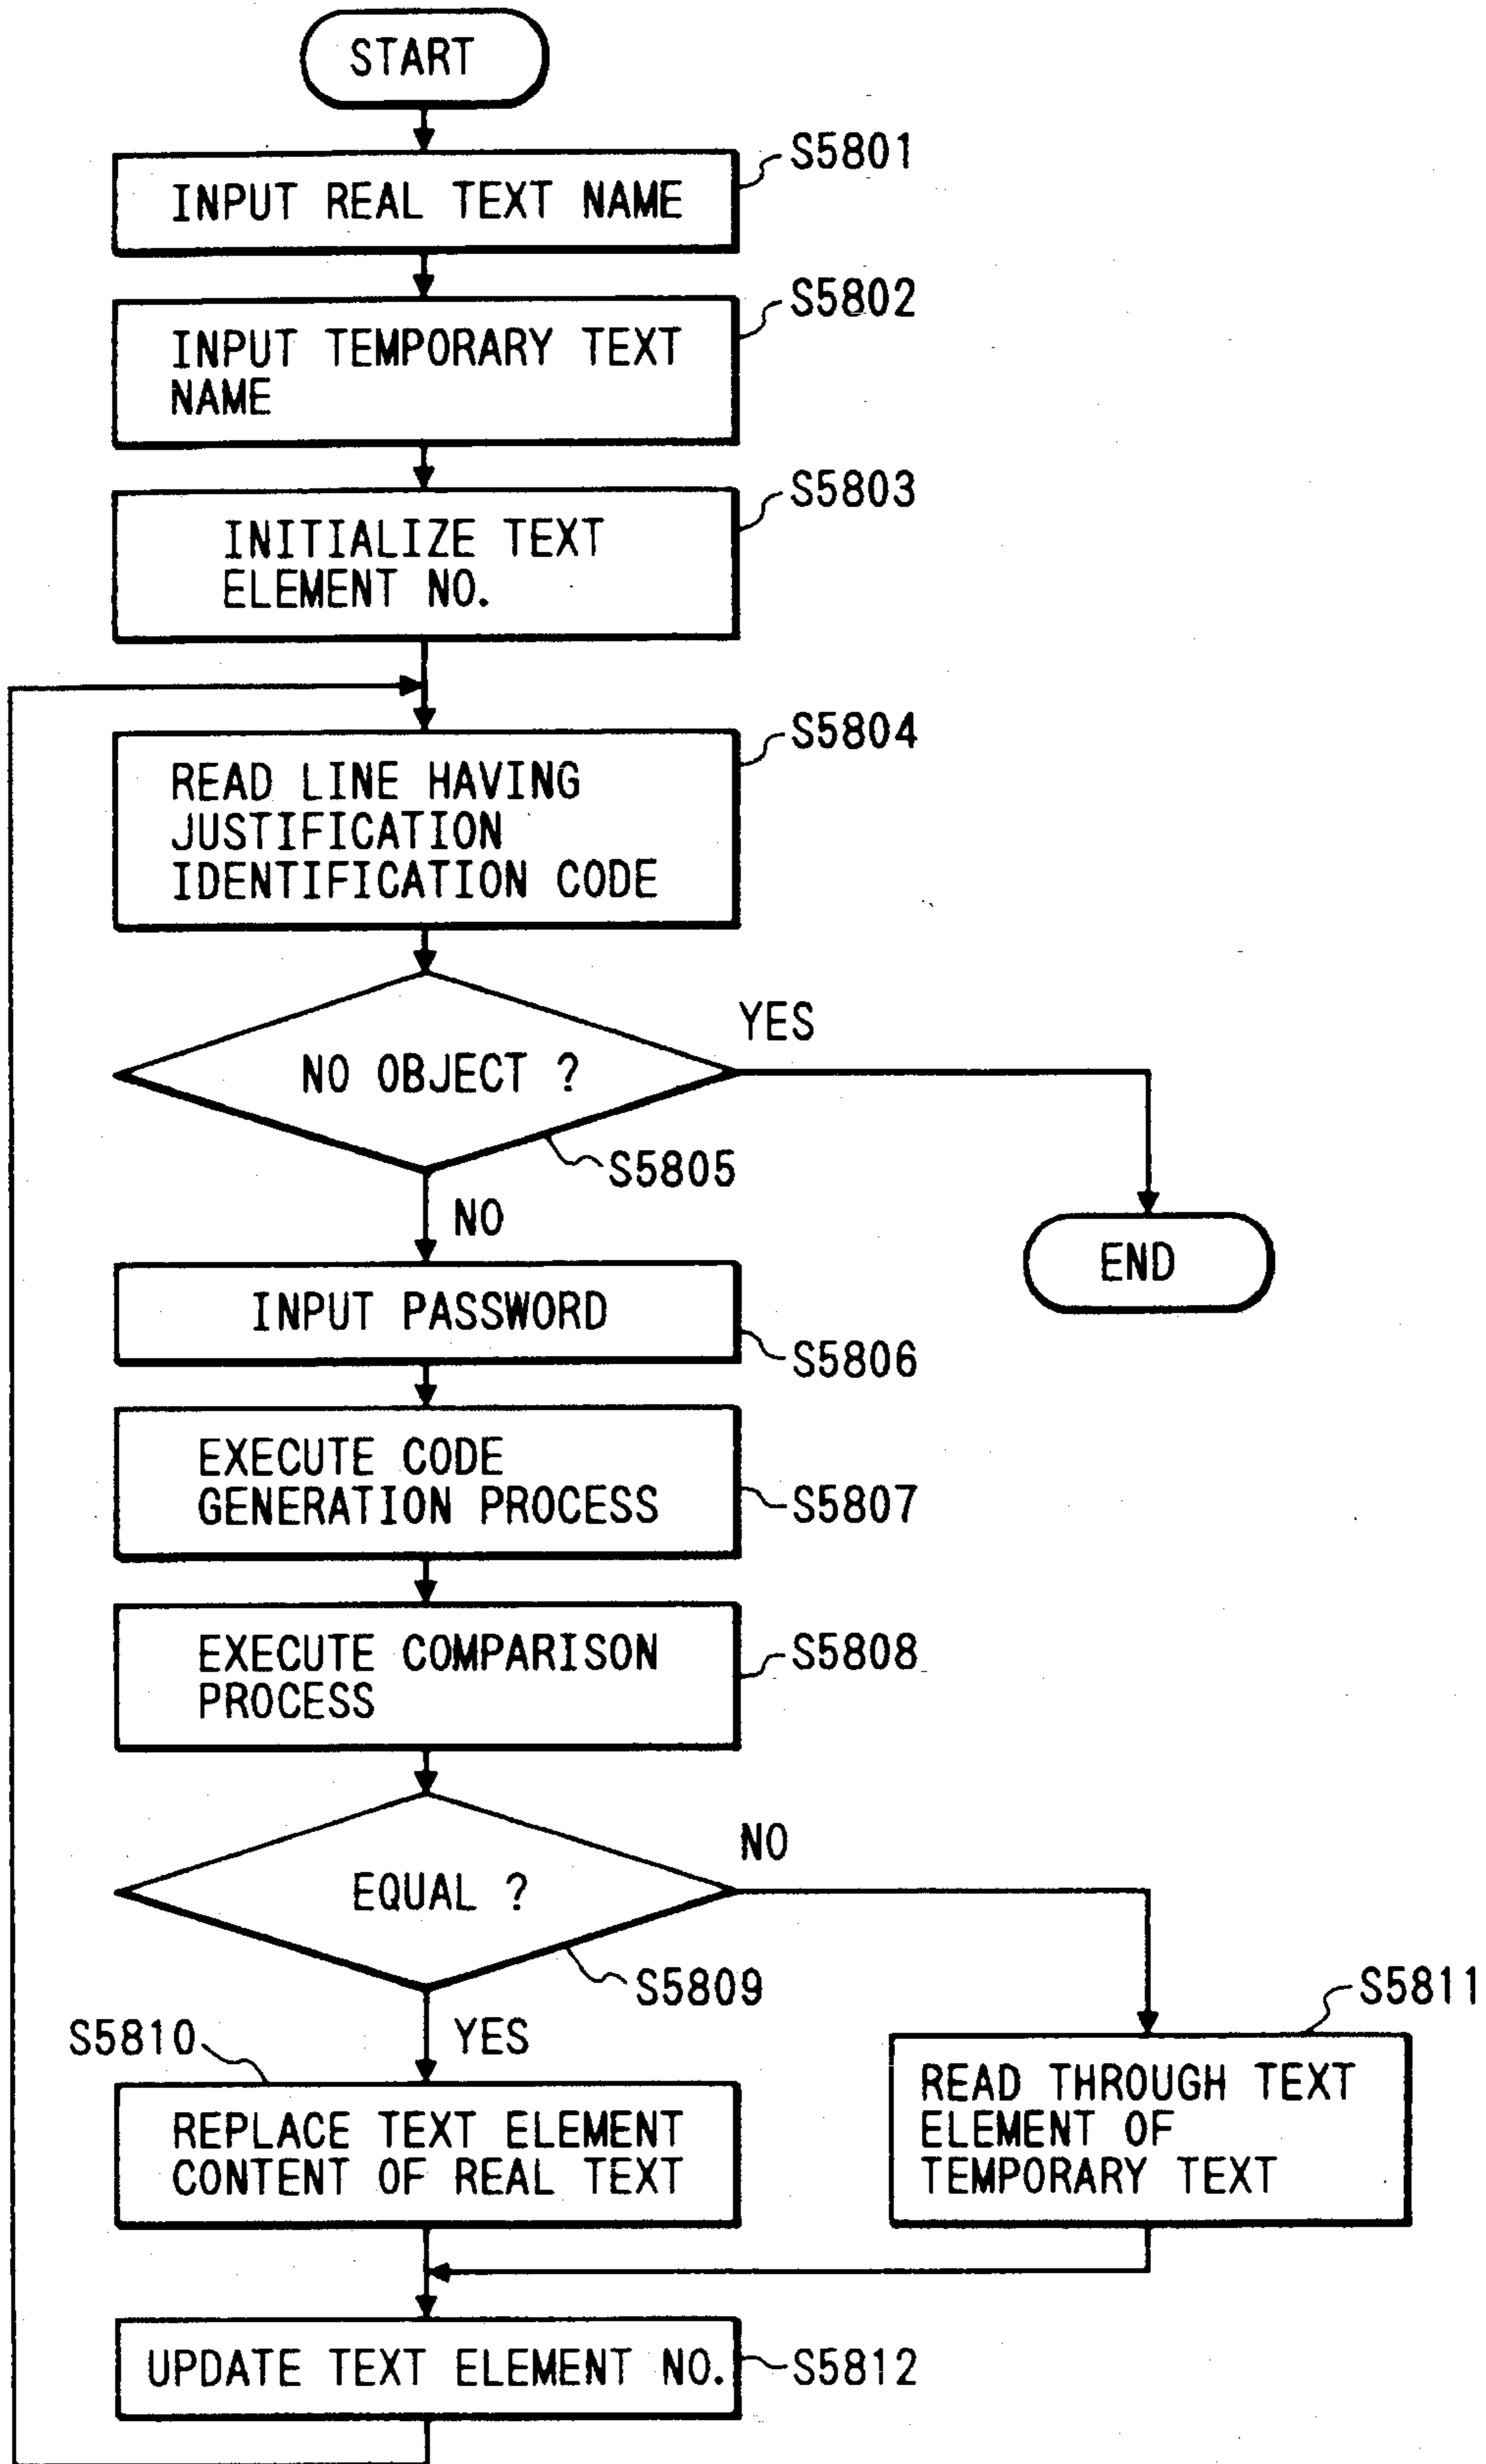 START
S5801
INPUT REAL TEXT NAME
S5802
INPUT TEMPORARY TEXT
NAME
S5803
INITIALIZE TEXT
ELEMENT NO.
S5804
READ LINE HAVING
JUSTIFICATION
IDENTIFICATION CODE
YES
NO OBJECT ?
S5805
NO
END
INPUT PASSWORD
S5806
EXECUTE CODE
GENERATION PROCESS
S5807
EXECUTE COMPARISON
PROCESS
S5808
NO
EQUAL ?
S5809
S5811
S5810
YES
READ THROUGH TEXT
ELEMENT OF
TEMPORARY TEXT
REPLACE TEXT ELEMENT
CONTENT OF REAL TEXT
UPDATE TEXT ELEMENT NO.
S5812